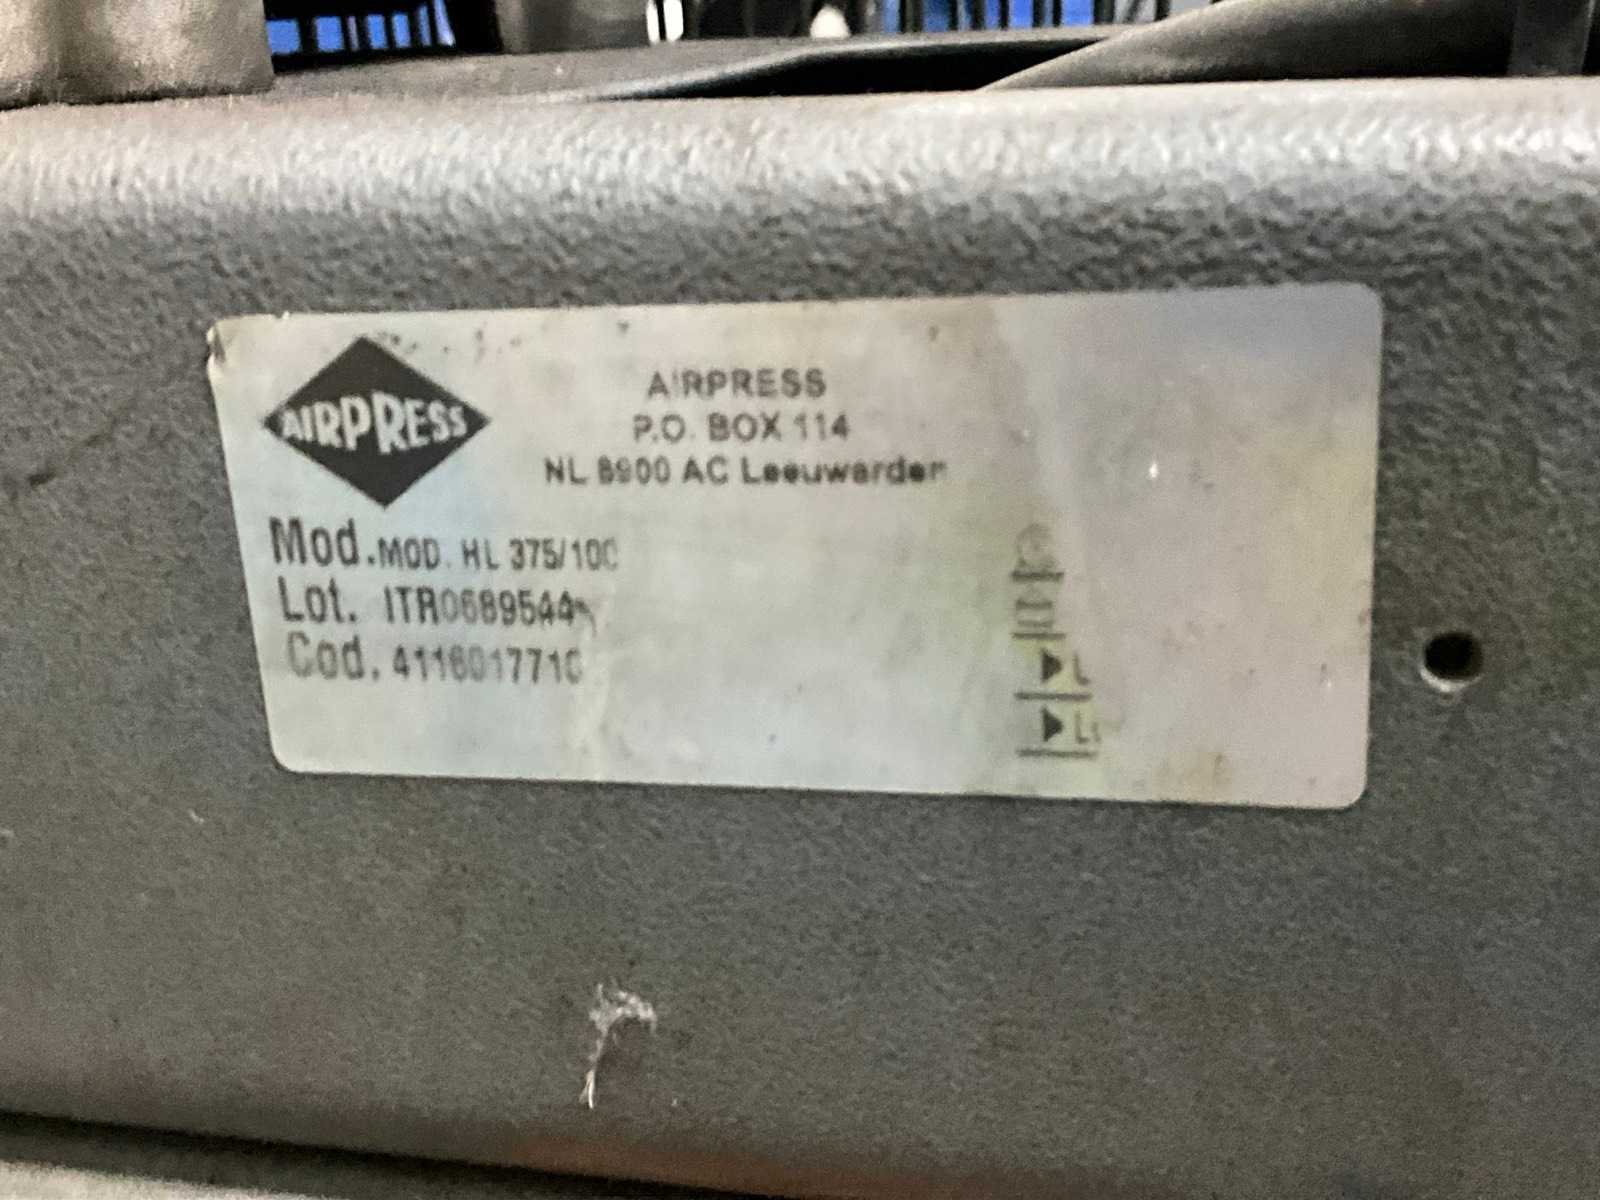 AIRPRESS
AIRPRESS
P.O. BOX 114
NL 8900 AC Leeuwarden
Mod. MOD. HL 375/100
Lot. ITR0689544
Cod. 4116017710